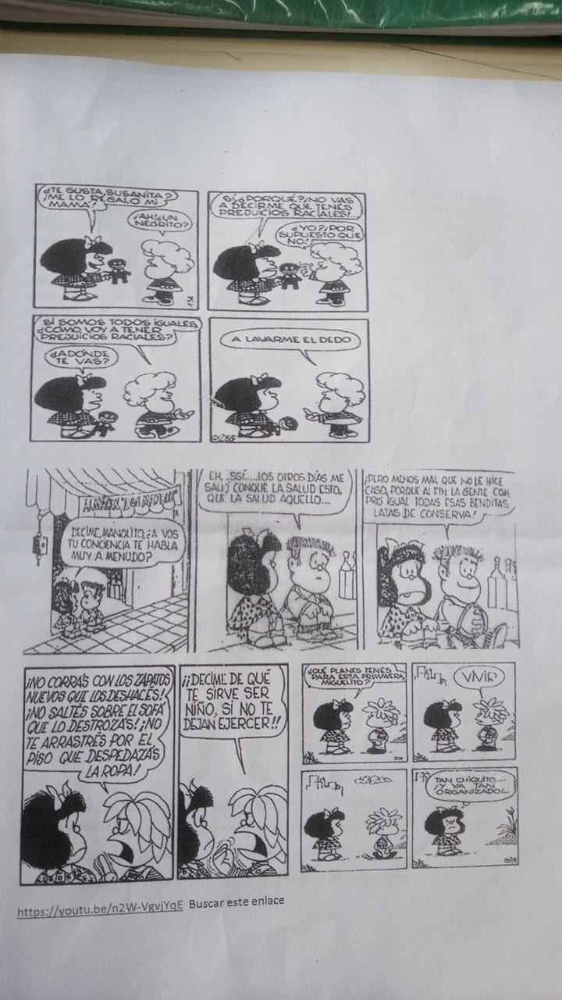 ¿TE GUSTA, SUSANITA?
¡ME LO REGALÓ MI
MAMÁ!
¡AH! ¿UN
NEGRITO?
SÍ, ¿PORQUÉ? ¡NO VAS
A DECIRME QUE TENÉS
PREJUICIOS RACIALES!...
¿YO? ¡POR
SUPUESTO QUE
NO!
SI SOMOS TODOS IGUALES,
¿CÓMO VOY A TENER
PREJUICIOS RACIALES?
¿ADÓNDE
TE VAS?
A LAVARME EL DEDO
QUINO
ALMACÉN
DECIME, MANOLITO, ¿A VOS
TU CONCIENCIA TE HABLA
MUY A MENUDO?
EH...SSÍ.....LOS OTROS DÍAS ME
SALIÓ CONQUE LA SALUD ESTO,
QUE LA SALUD AQUELLO....
¡PERO MENOS MAL QUE NO LE HICE
CASO, PORQUE AL FIN LA GENTE COM
PRÓ IGUAL TODAS ESAS BENDITAS
LATAS DE CONSERVA!
¡NO CORRÁS CON LOS ZAPATOS
NUEVOS QUE LOS DESHACÉS!
¡NO SALTÉS SOBRE EL SOFÁ
QUE LO DESTROZÁS! ¡NO
TE ARRASTRÉS POR EL
PISO QUE DESPEDAZÁS
LA ROPA!
¡¡DECIME DE QUÉ
TE SIRVE SER
NIÑO, SI NO TE
DEJAN EJERCER!!
¿QUÉ PLANES TENÉS
PARA ESTA PRIMAVERA,
MIGUELITO?
VIVIR
TAN CHIQUITO,...
¡Y YA TAN
ORGANIZADO!...
https://youtu.be/n2W-VgvjYqE Buscar este enlace